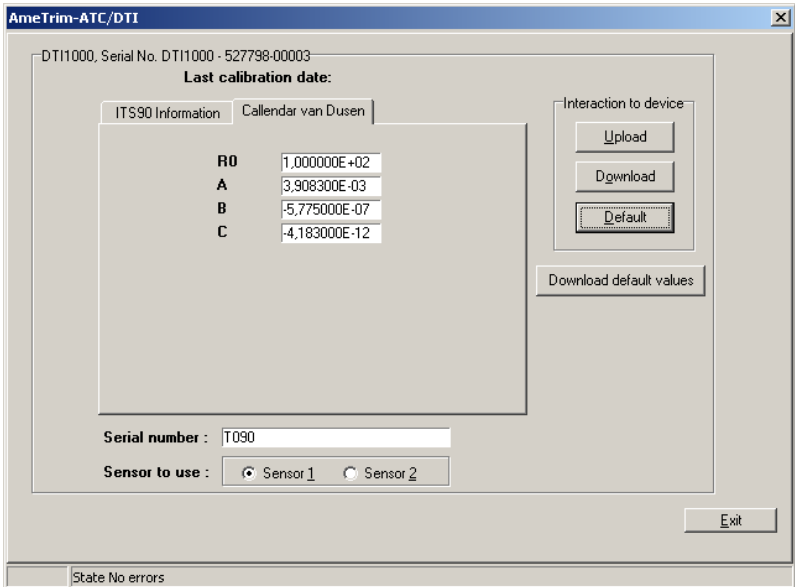 AmeTrim-ATC/DTI
DTI1000, Serial No. DTI1000 - 527798-00003
Last calibration date:
ITS90 Information
Callendar van Dusen
R0 1,000000E+02
A 3,908300E-03
B -5,775000E-07
C -4,183000E-12
Interaction to device
Upload
Download
Default
Download default values
Serial number : T090
Sensor to use : Sensor 1 Sensor 2
Exit
State No errors